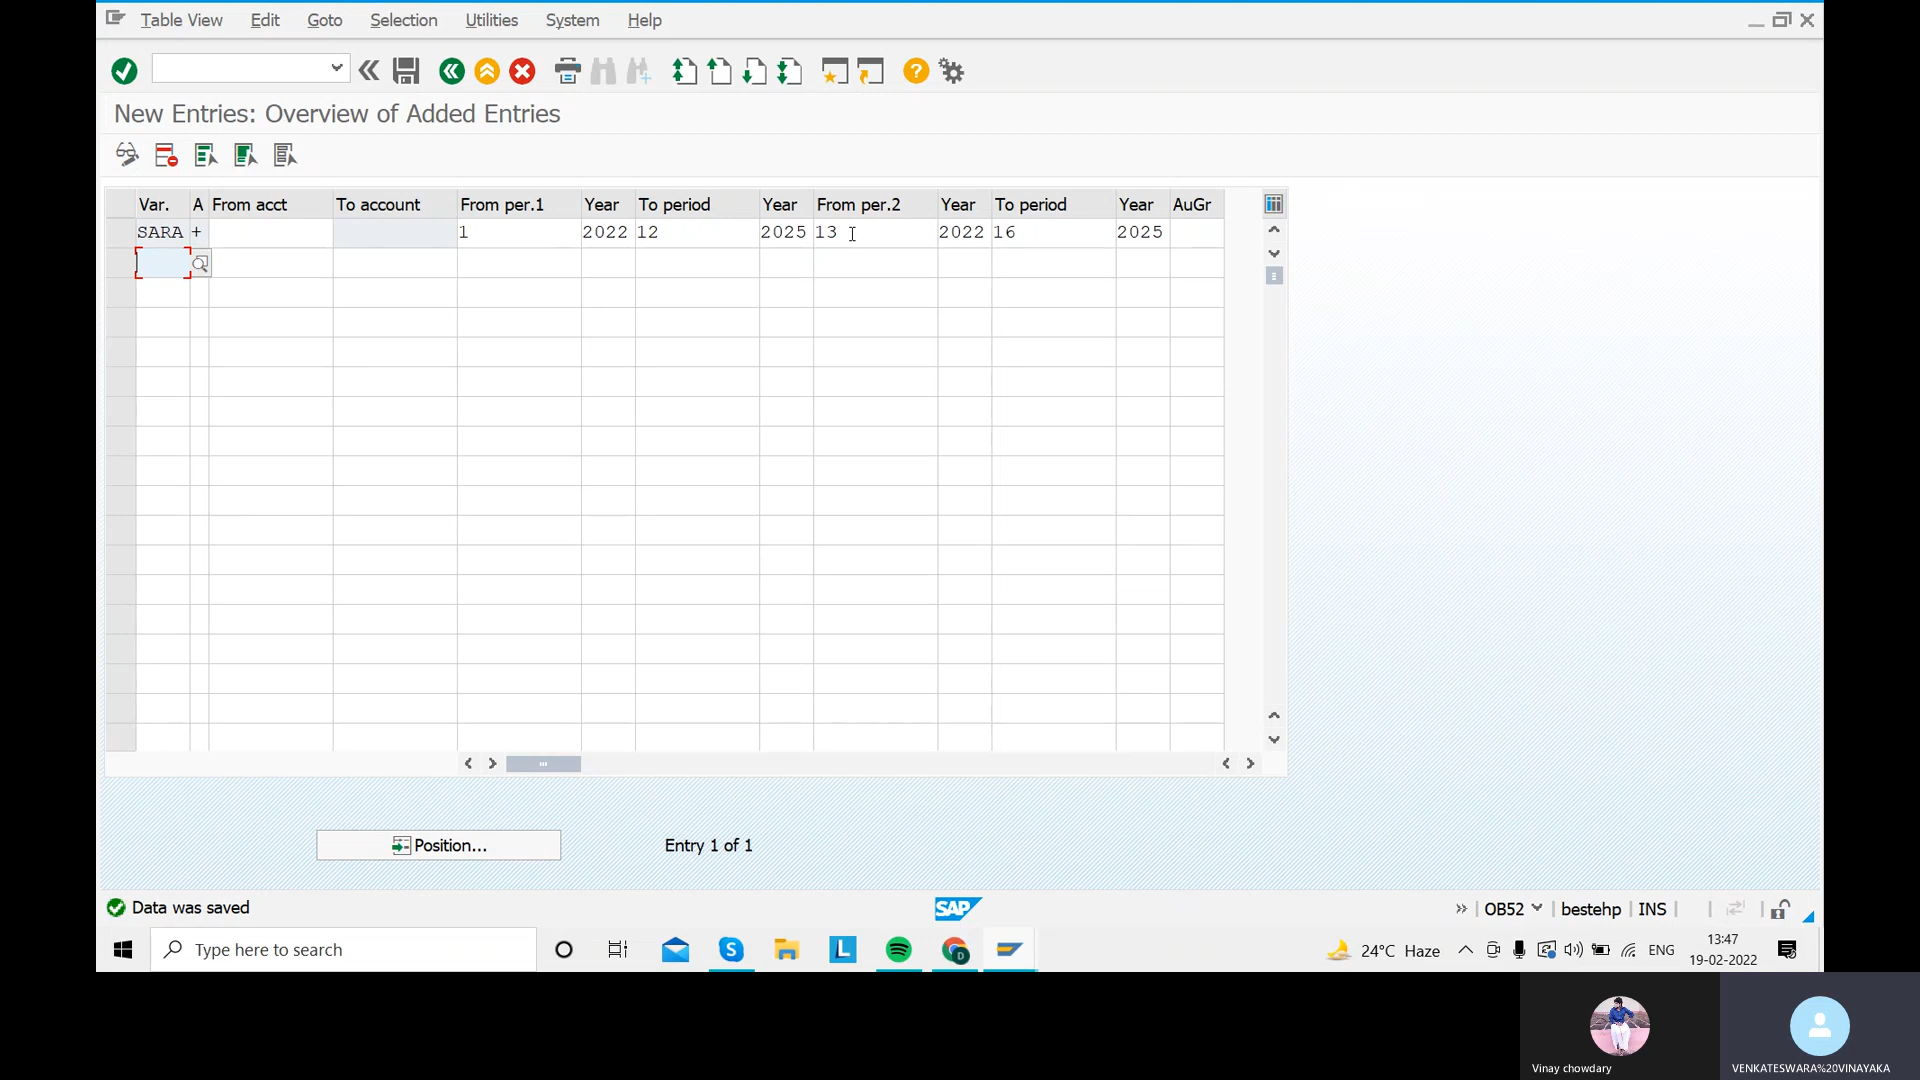 Table View Edit Goto Selection Utilities System Help
New Entries: Overview of Added Entries
Var. A From acct To account From per.1 Year To period Year From per.2 Year To period Year AuGr
SARA + 1 2022 12 2025 13 2022 16 2025
Position... Entry 1 of 1
Data was saved SAP OB52 bestehp INS
Type here to search L S D 24°C Haze ENG 13:47
19-02-2022
Vinay chowdary VENKATESWARA%20VINAYAKA